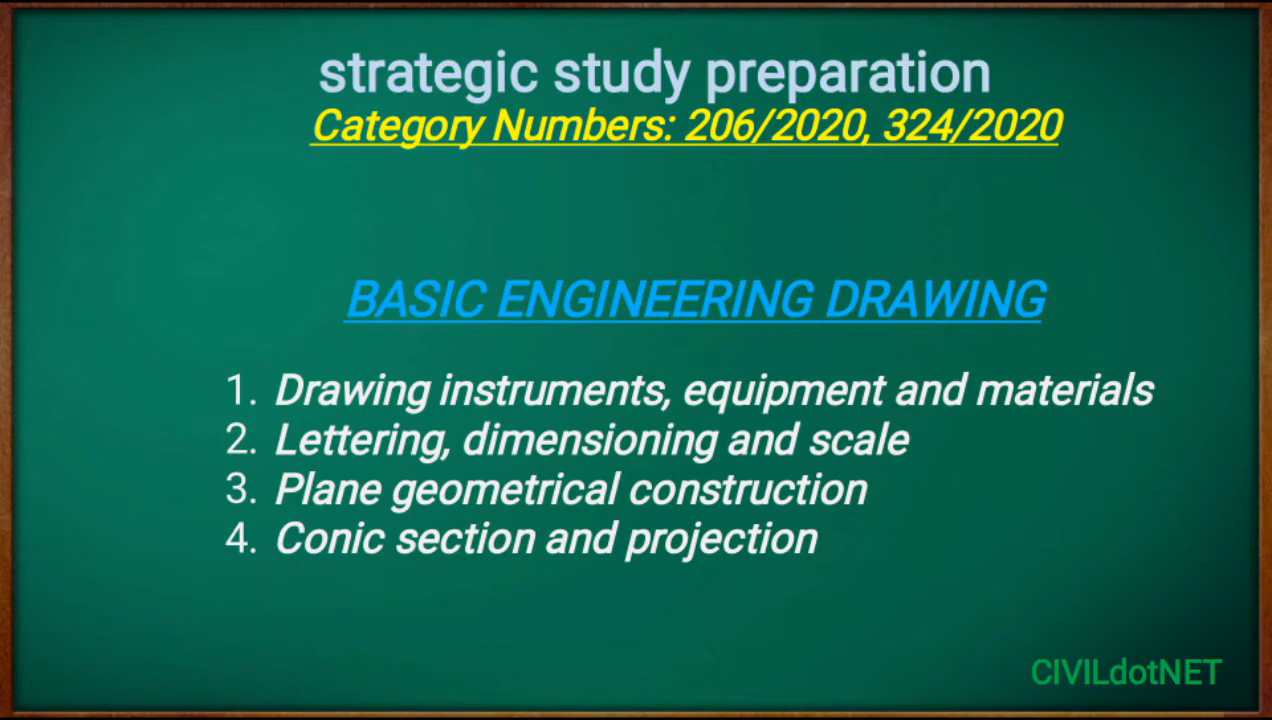 strategic study preparation
Category Numbers: 206/2020, 324/2020
BASIC ENGINEERING DRAWING
1. Drawing instruments, equipment and materials
2. Lettering, dimensioning and scale
3. Plane geometrical construction
4. Conic section and projection
CIVILdotNET